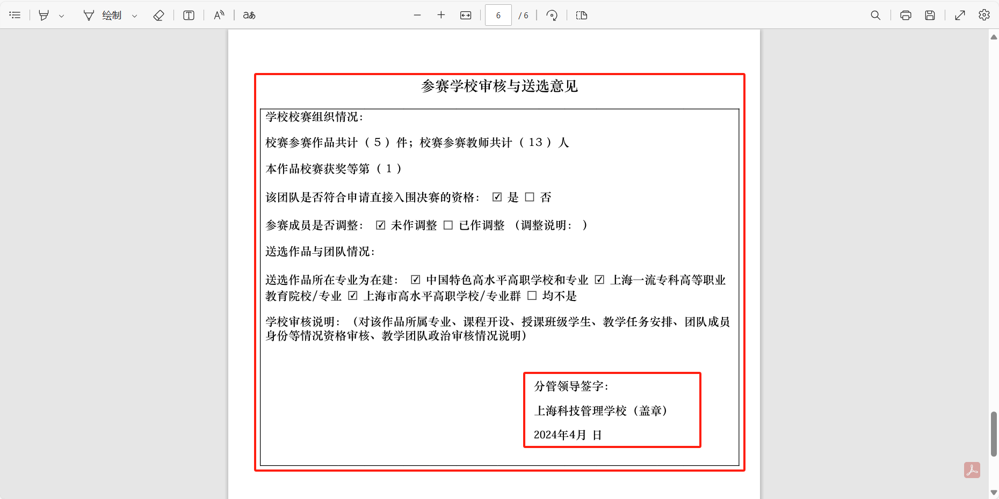 绘制
aあ
6 / 6
参赛学校审核与送选意见
学校校赛组织情况：
校赛参赛作品共计（ 5 ）件；校赛参赛教师共计（ 13 ）人
本作品校赛获奖等第（ 1 ）
该团队是否符合申请直接入围决赛的资格： ☑ 是 ☐ 否
参赛成员是否调整： ☑ 未作调整 ☐ 已作调整 （调整说明： ）
送选作品与团队情况：
送选作品所在专业为在建： ☑ 中国特色高水平高职学校和专业 ☑ 上海一流专科高等职业
教育院校/专业 ☑ 上海市高水平高职学校/专业群 ☐ 均不是
学校审核说明：（对该作品所属专业、课程开设、授课班级学生、教学任务安排、团队成员
身份等情况资格审核、教学团队政治审核情况说明）
分管领导签字：
上海科技管理学校（盖章）
2024年4月 日